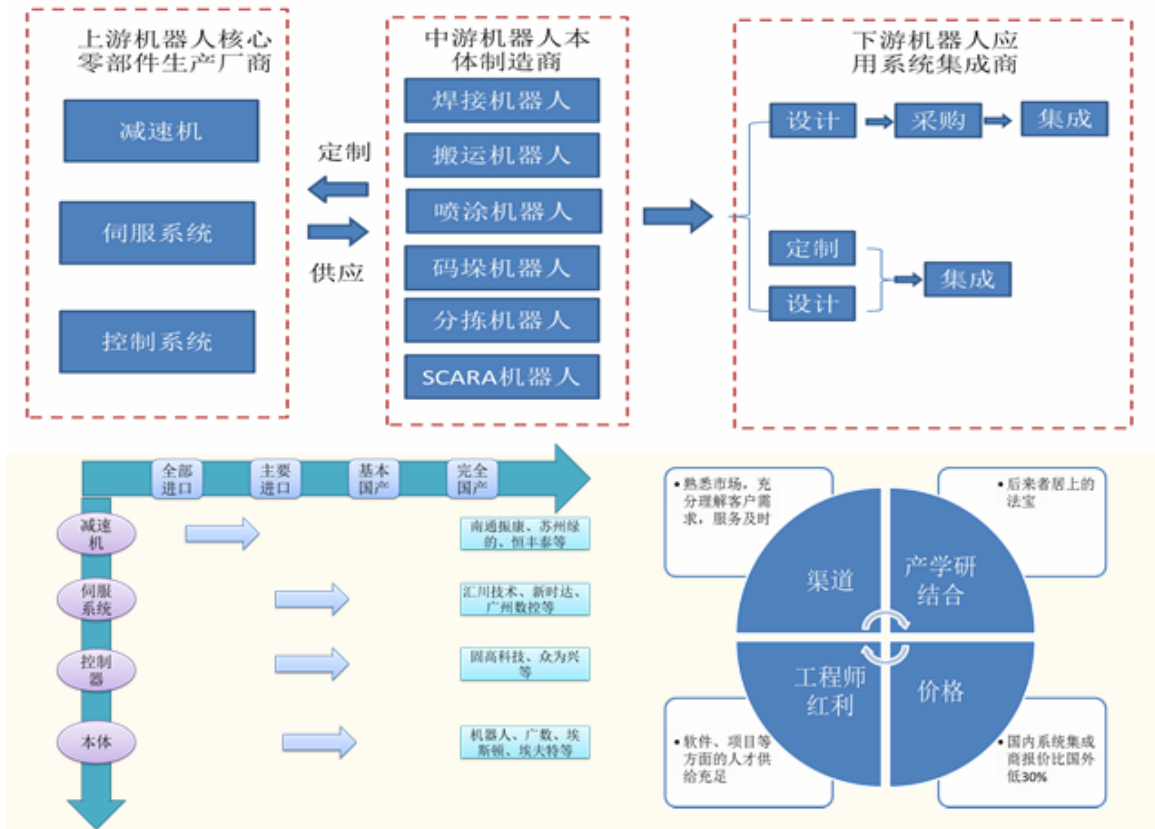 上游机器人核心
零部件生产厂商
减速机
伺服系统
控制系统
定制
供应
中游机器人本
体制造商
焊接机器人
搬运机器人
喷涂机器人
码垛机器人
分拣机器人
SCARA机器人
下游机器人应
用系统集成商
设计
采购
集成
定制
设计
集成
全部
进口
主要
进口
基本
国产
完全
国产
减速
机
南通振康、苏州绿
的、恒丰泰等
伺服
系统
汇川技术、新时达、
广州数控等
控制
器
固高科技、众为兴
等
本体
机器人、广数、埃
斯顿、埃夫特等
•熟悉市场，充
分理解客户需
求，服务及时
•后来者居上的
法宝
渠道
产学研
结合
工程师
红利
价格
•软件、项目等
方面的人才供
给充足
•国内系统集成
商报价比国外
低30%